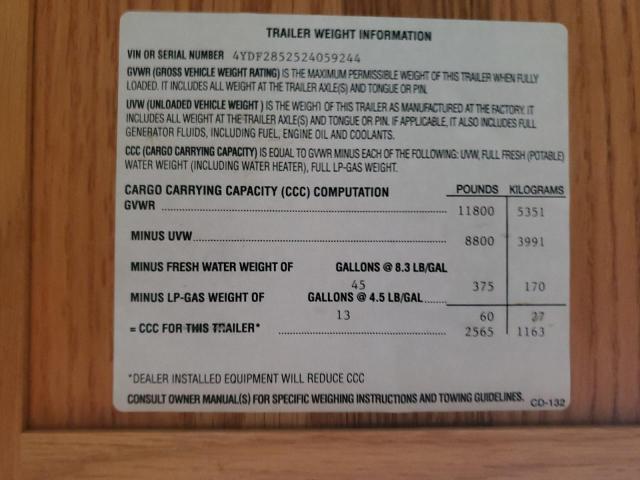 TRAILER WEIGHT INFORMATION
VIN OR SERIAL NUMBER 4YDF2852524059244
GVWR (GROSS VEHICLE WEIGHT RATING) IS THE MAXIMUM PERMISSIBLE WEIGHT OF THIS TRAILER WHEN FULLY
LOADED. IT INCLUDES ALL WEIGHT AT THE TRAILER AXLE(S) AND TONGUE OR PIN.
UVW (UNLOADED VEHICLE WEIGHT ) IS THE WEIGHT OF THIS TRAILER AS MANUFACTURED AT THE FACTORY. IT
INCLUDES ALL WEIGHT AT THE TRAILER AXLE(S) AND TONGUE OR PIN. IF APPLICABLE, IT ALSO INCLUDES FULL
GENERATOR FLUIDS, INCLUDING FUEL, ENGINE OIL AND COOLANTS.
CCC (CARGO CARRYING CAPACITY) IS EQUAL TO GVWR MINUS EACH OF THE FOLLOWING: UVW, FULL FRESH (POTABLE)
WATER WEIGHT (INCLUDING WATER HEATER), FULL LP-GAS WEIGHT.
CARGO CARRYING CAPACITY (CCC) COMPUTATION POUNDS KILOGRAMS
GVWR 11800 5351
MINUS UVW 8800 3991
MINUS FRESH WATER WEIGHT OF GALLONS @ 8.3 LB/GAL
45 375 170
MINUS LP-GAS WEIGHT OF GALLONS @ 4.5 LB/GAL
13 60 27
= CCC FOR THIS TRAILER* 2565 1163
*DEALER INSTALLED EQUIPMENT WILL REDUCE CCC
CONSULT OWNER MANUAL(S) FOR SPECIFIC WEIGHING INSTRUCTIONS AND TOWING GUIDELINES. CD-132